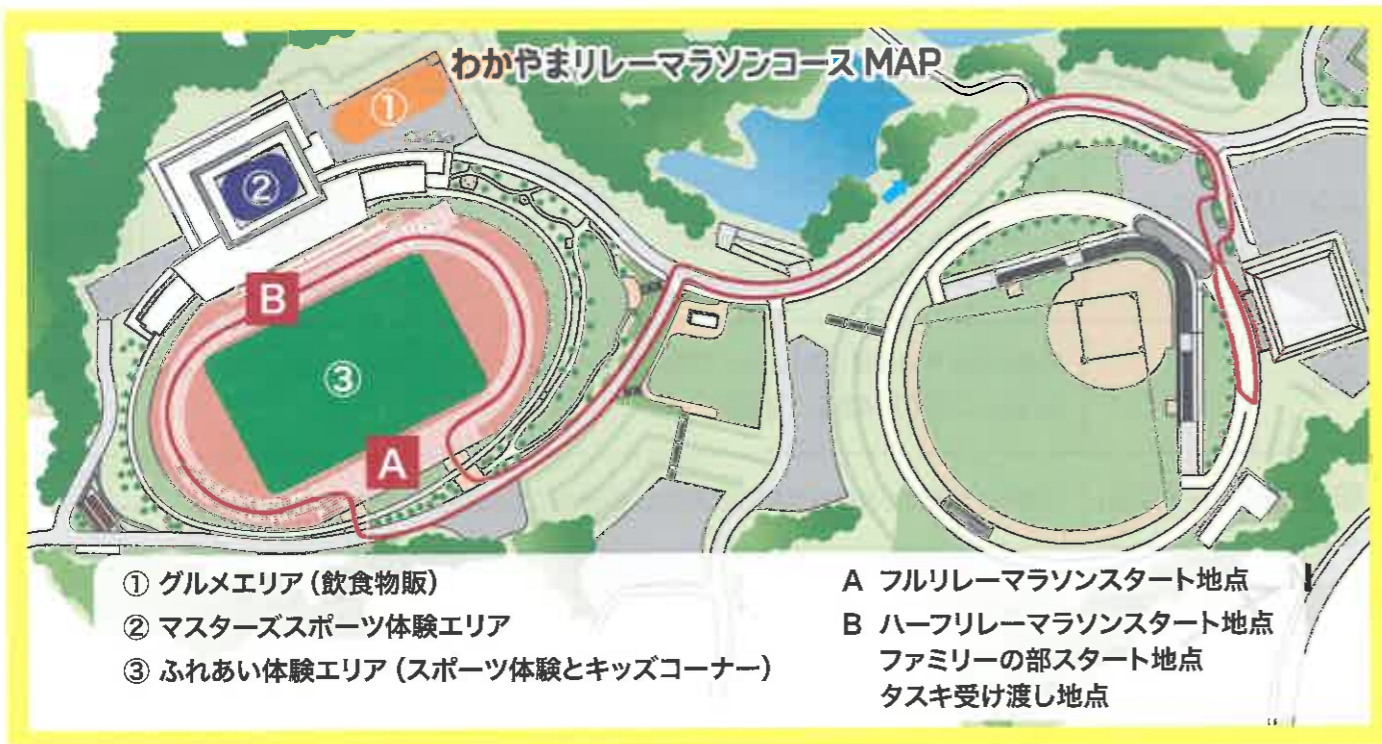 わかやまリレーマラソンコース MAP
①
②
B
③
A
① グルメエリア (飲食物販)
② マスターズスポーツ体験エリア
③ ふれあい体験エリア (スポーツ体験とキッズコーナー)
A フルリレーマラソンスタート地点
B ハーフリレーマラソンスタート地点
ファミリーの部スタート地点
タスキ受け渡し地点